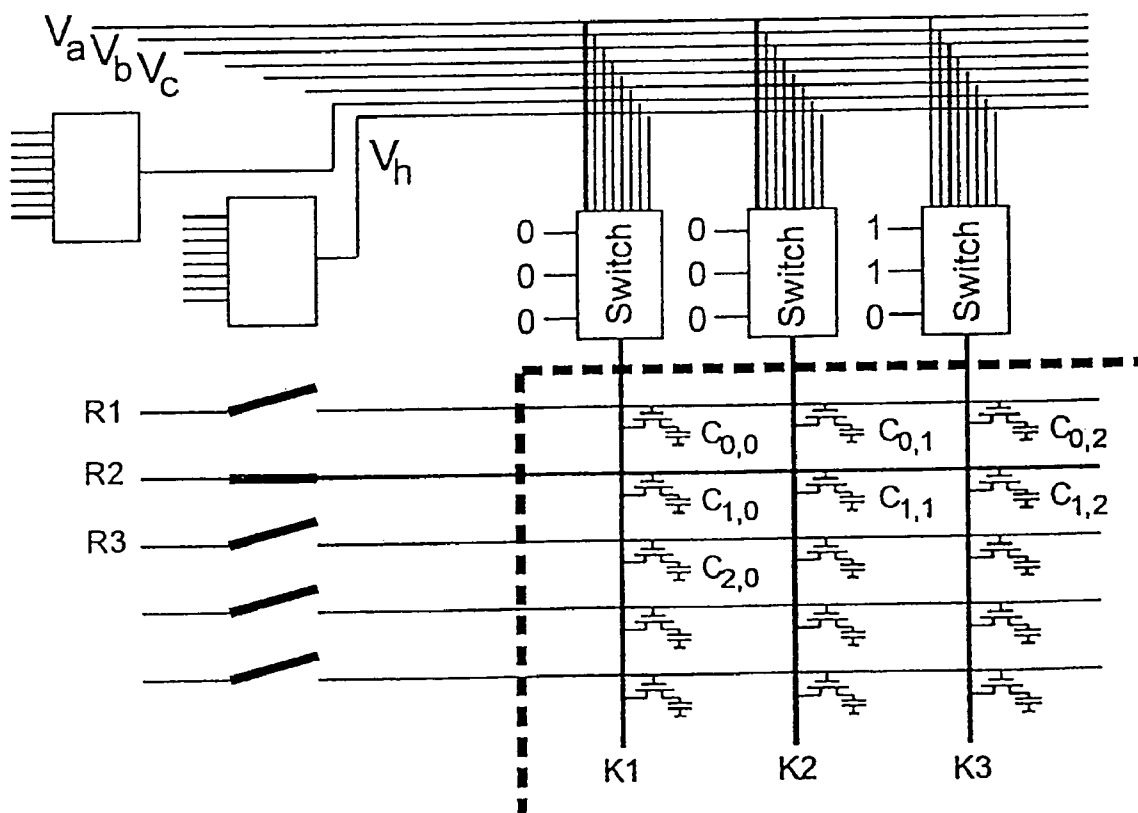 Va Vb Vc
Vh
0 0 1
0 0 1
0 0 0
Switch Switch Switch
R1
C0,0 C0,1 C0,2
R2
C1,0 C1,1 C1,2
R3
C2,0
K1 K2 K3